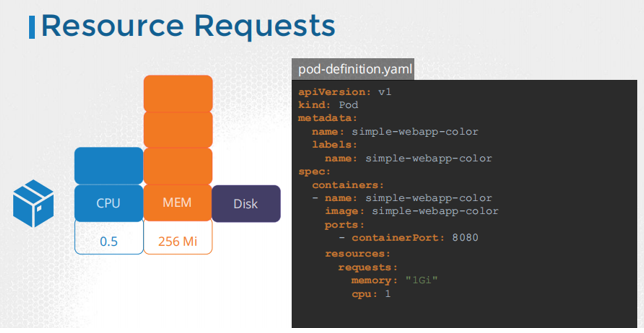 Resource Requests
pod-definition.yaml
apiVersion: v1
kind: Pod
metadata:
  name: simple-webapp-color
  labels:
    name: simple-webapp-color
spec:
  containers:
  - name: simple-webapp-color
    image: simple-webapp-color
    ports:
      - containerPort: 8080
    resources:
      requests:
        memory: "1Gi"
        cpu: 1
CPU
MEM
Disk
0.5
256 Mi